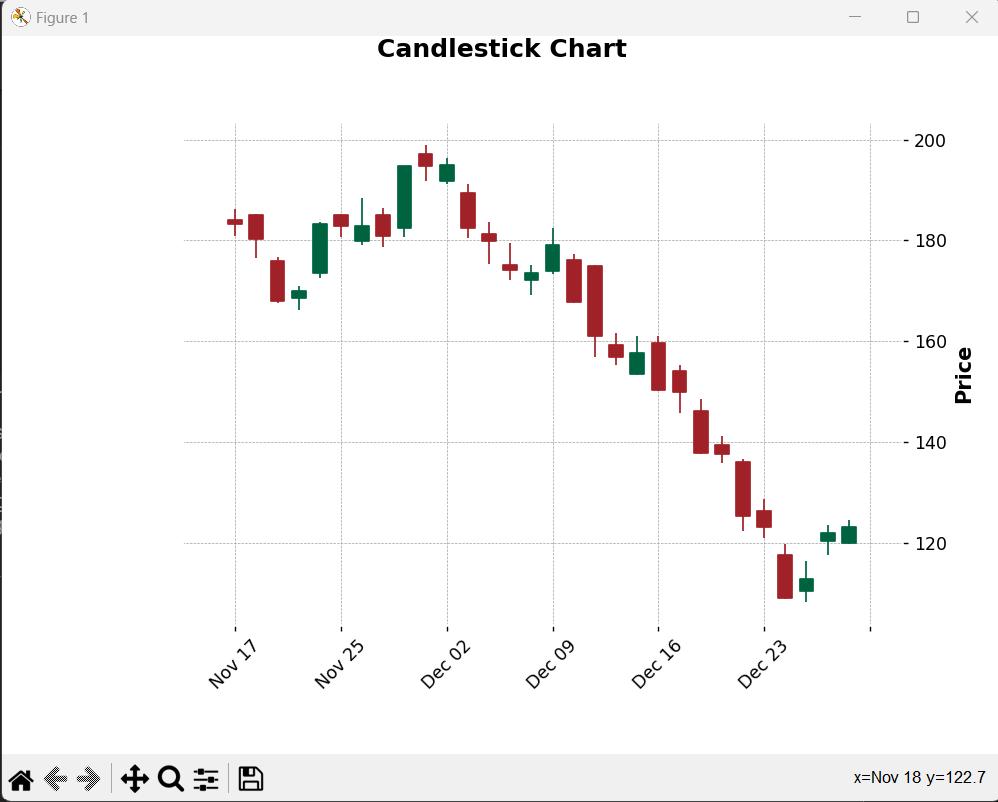 Figure 1
Candlestick Chart
200
180
160
140
120
Price
Nov 17
Nov 25
Dec 02
Dec 09
Dec 16
Dec 23
x=Nov 18 y=122.7